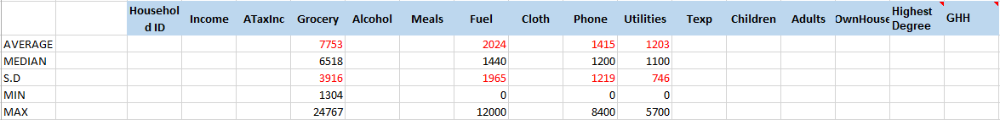 Househol d ID Income ATaxInc Grocery Alcohol Meals Fuel Cloth Phone Utilities Texp Children Adults OwnHouse Highest Degree GHH
AVERAGE 7753 2024 1415 1203
MEDIAN 6518 1440 1200 1100
S.D 3916 1965 1219 746
MIN 1304 0 0 0
MAX 24767 12000 8400 5700